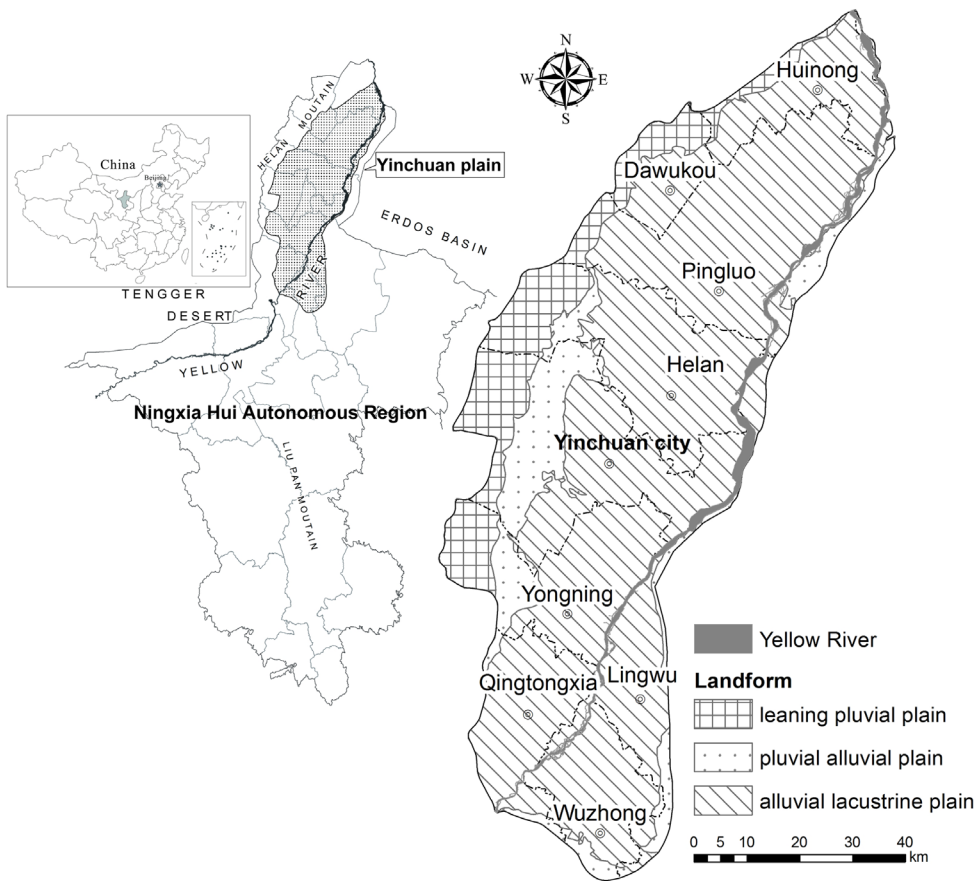 N
W
E
S
HELAN MOUTAIN
China
Beijing
Yinchuan plain
ERDOS BASIN
RIVER
TENGGER
DESERT
YELLOW
Ningxia Hui Autonomous Region
LIU PAN MOUTAIN
Huinong
Dawukou
Pingluo
Helan
Yinchuan city
Yongning
Qingtongxia
Lingwu
Wuzhong
Yellow River
Landform
leaning pluvial plain
pluvial alluvial plain
alluvial lacustrine plain
0 5 10 20 30 40
km